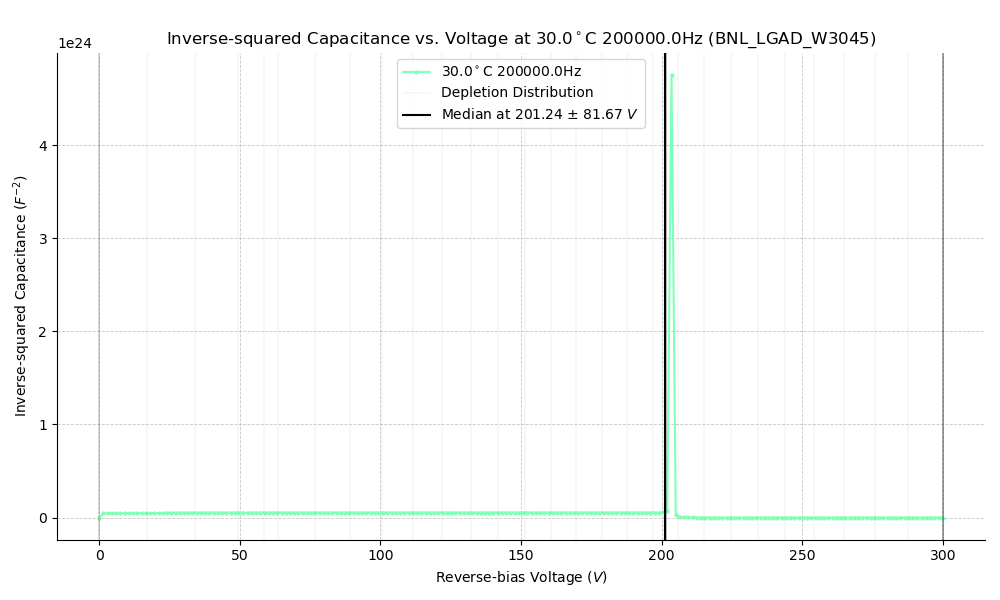 Inverse-squared Capacitance vs. Voltage at 30.0°C 200000.0Hz (BNL_LGAD_W3045)
1e24
30.0°C 200000.0Hz
Depletion Distribution
Median at 201.24 ± 81.67 V
4
3
2
1
0
Inverse-squared Capacitance (F⁻²)
0 50 100 150 200 250 300
Reverse-bias Voltage (V)